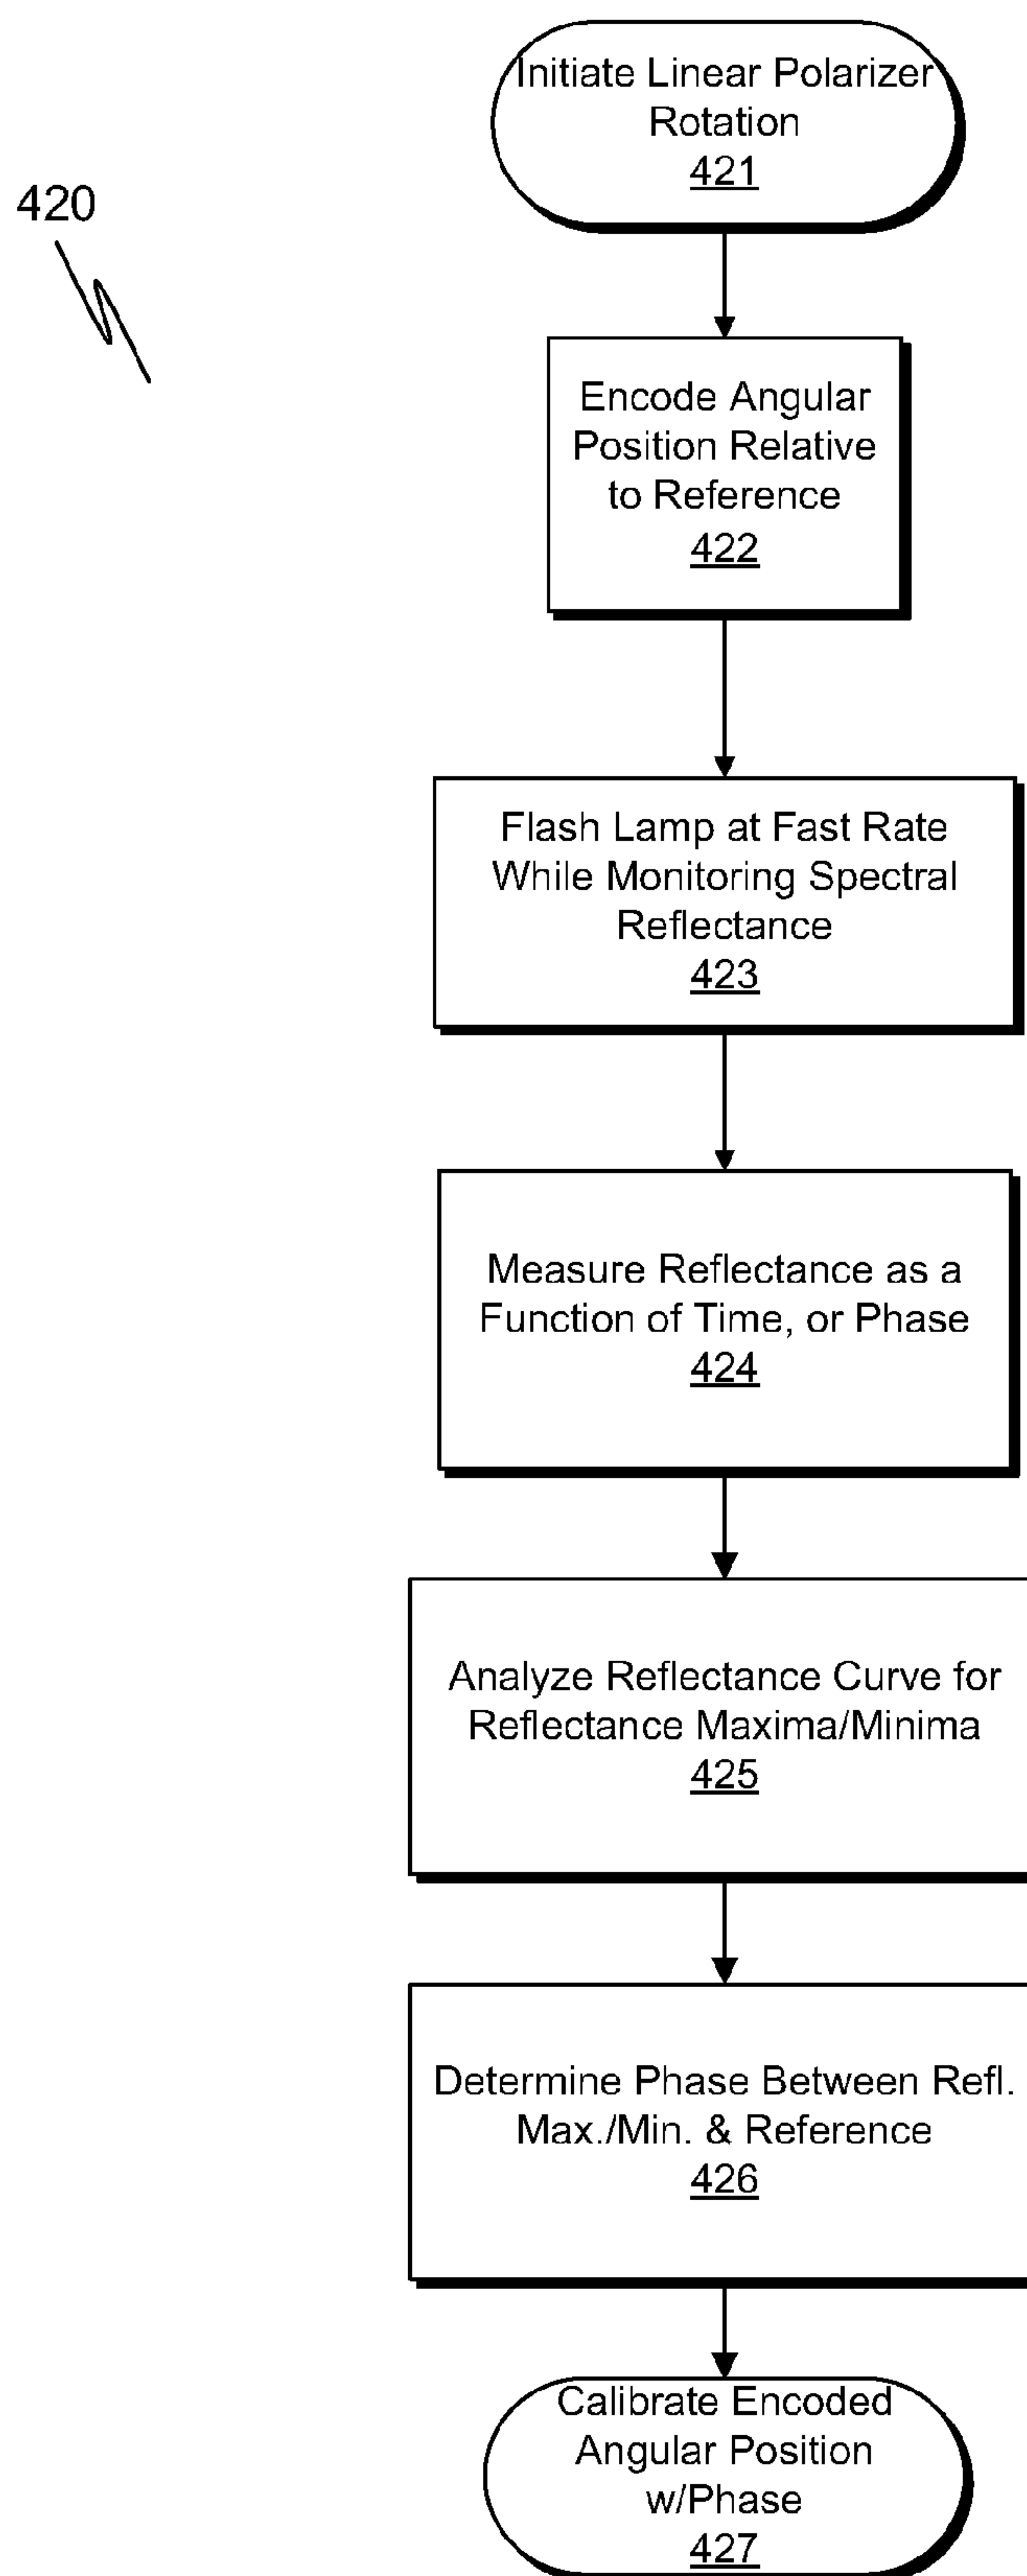 Initiate Linear Polarizer
Rotation
421
420
Encode Angular
Position Relative
to Reference
422
Flash Lamp at Fast Rate
While Monitoring Spectral
Reflectance
423
Measure Reflectance as a
Function of Time, or Phase
424
Analyze Reflectance Curve for
Reflectance Maxima/Minima
425
Determine Phase Between Refl.
Max./Min. & Reference
426
Calibrate Encoded
Angular Position
w/Phase
427